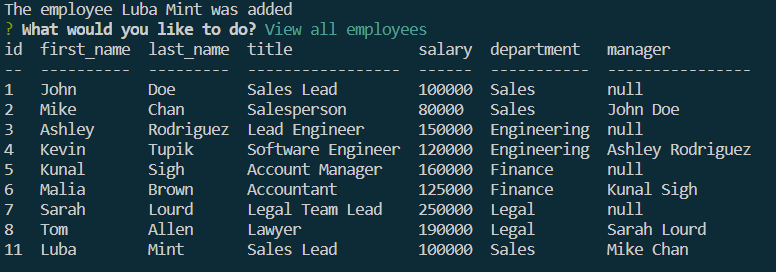 The employee Luba Mint was added
? What would you like to do? View all employees
id  first_name  last_name  title              salary  department   manager
--  ----------  ---------  -----------------  ------  -----------  ----------------
1   John        Doe        Sales Lead         100000  Sales        null
2   Mike        Chan       Salesperson        80000   Sales        John Doe
3   Ashley      Rodriguez  Lead Engineer      150000  Engineering  null
4   Kevin       Tupik      Software Engineer  120000  Engineering  Ashley Rodriguez
5   Kunal       Sigh       Account Manager    160000  Finance      null
6   Malia       Brown      Accountant         125000  Finance      Kunal Sigh
7   Sarah       Lourd      Legal Team Lead    250000  Legal        null
8   Tom         Allen      Lawyer             190000  Legal        Sarah Lourd
11  Luba        Mint       Sales Lead         100000  Sales        Mike Chan